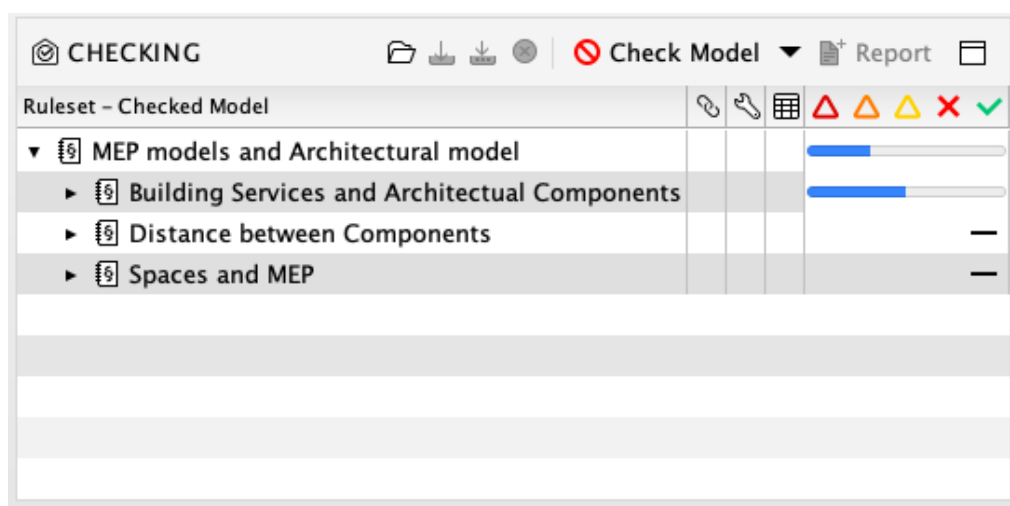 CHECKING Check Model Report
Ruleset – Checked Model
§ MEP models and Architectural model
§ Building Services and Architectual Components
§ Distance between Components
§ Spaces and MEP